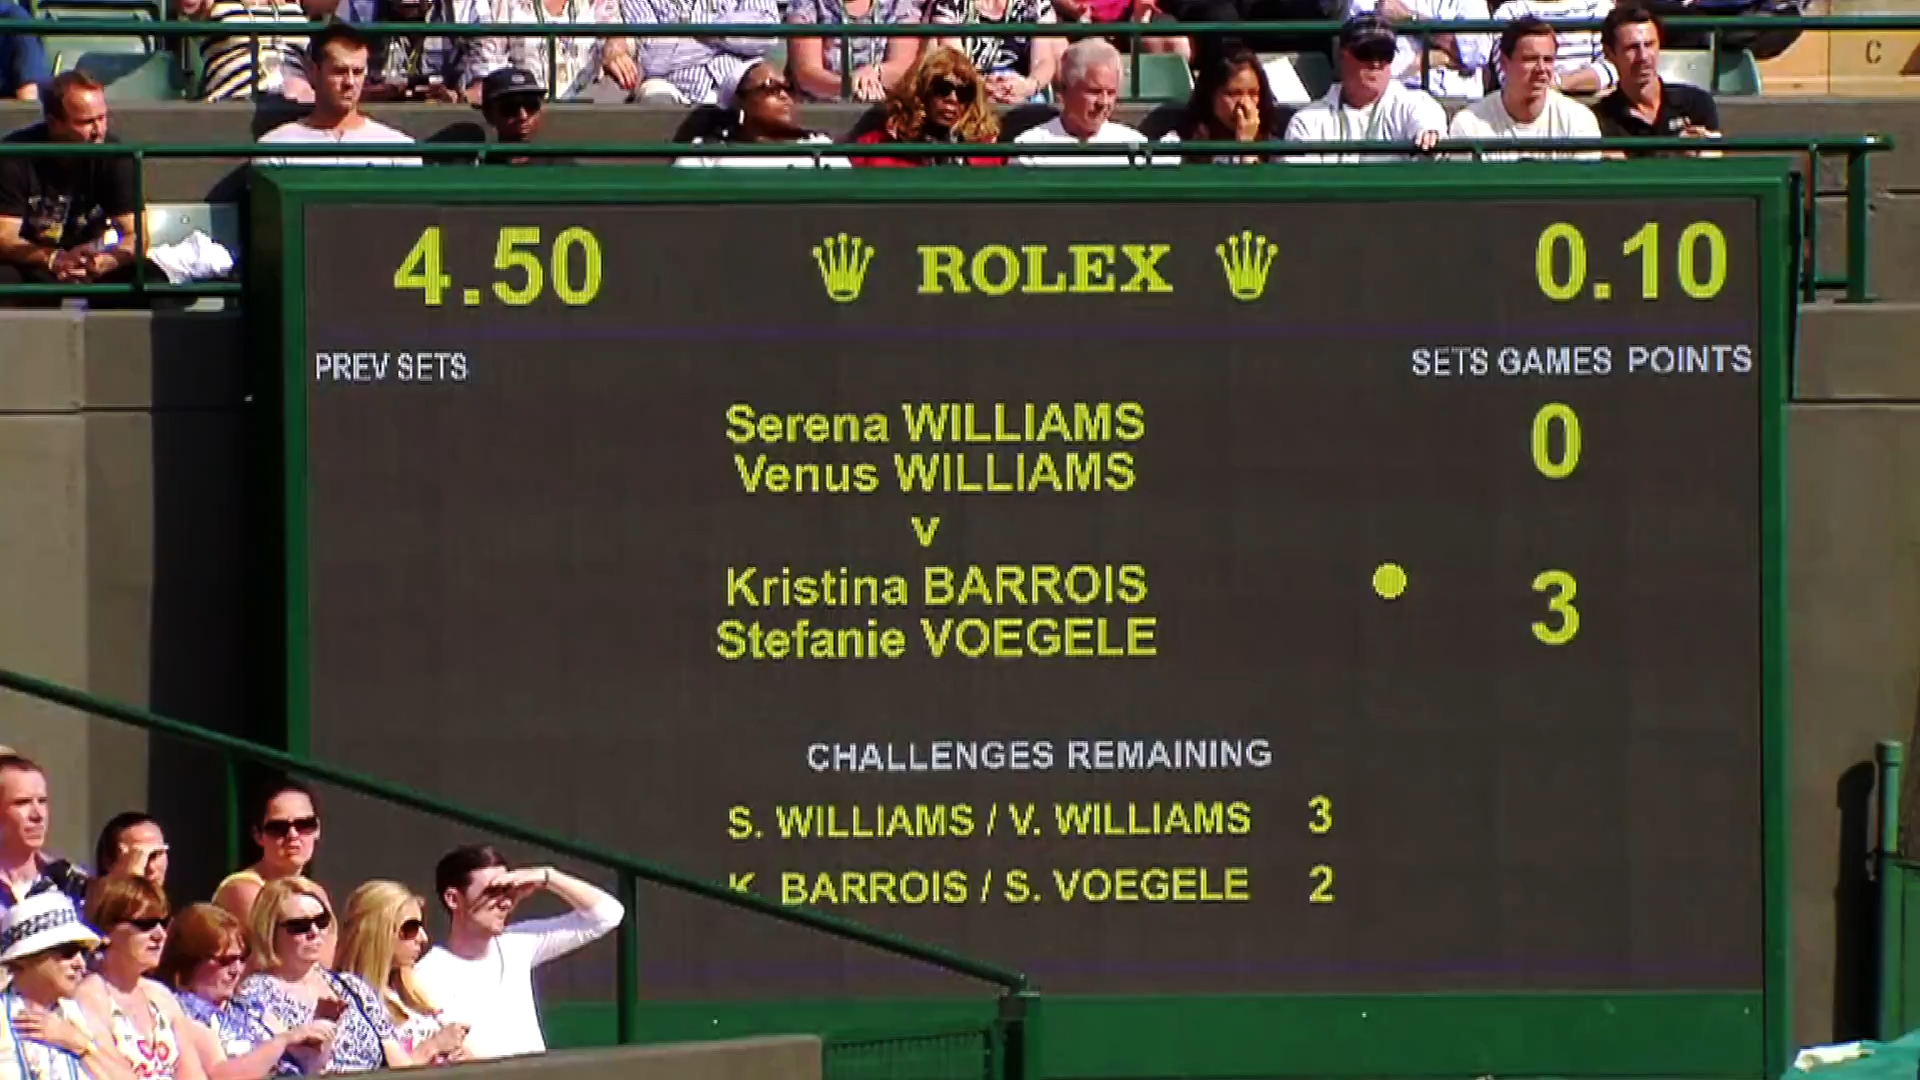 C
4.50 ROLEX 0.10
PREV SETS SETS GAMES POINTS
Serena WILLIAMS 0
Venus WILLIAMS
v
Kristina BARROIS 3
Stefanie VOEGELE
CHALLENGES REMAINING
S. WILLIAMS / V. WILLIAMS 3
K. BARROIS / S. VOEGELE 2